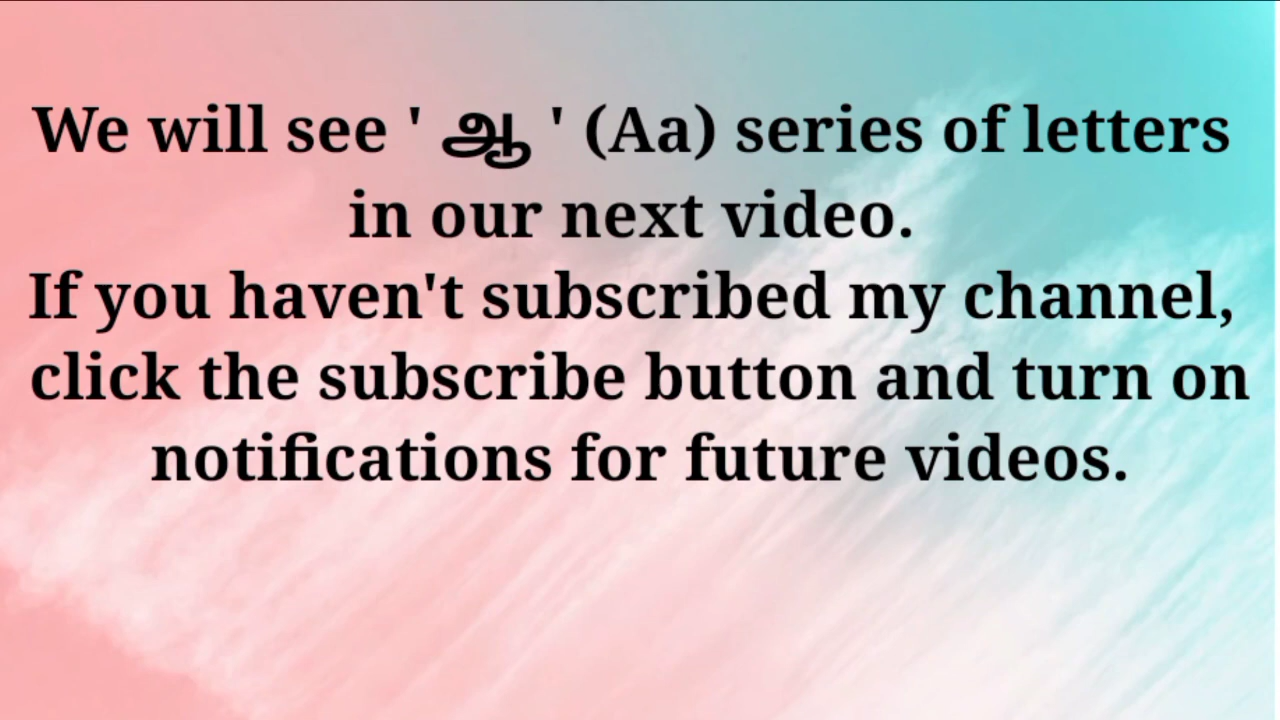 We will see ' ஆ ' (Aa) series of letters
in our next video.
If you haven't subscribed my channel,
click the subscribe button and turn on
notifications for future videos.